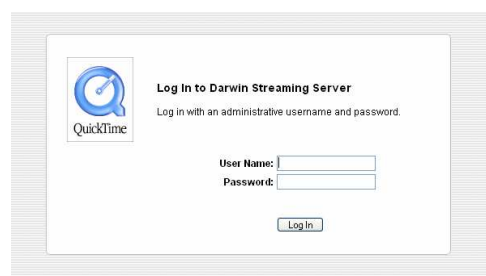 Log In to Darwin Streaming Server
Log in with an administrative username and password.
QuickTime
User Name:
Password:
Log In